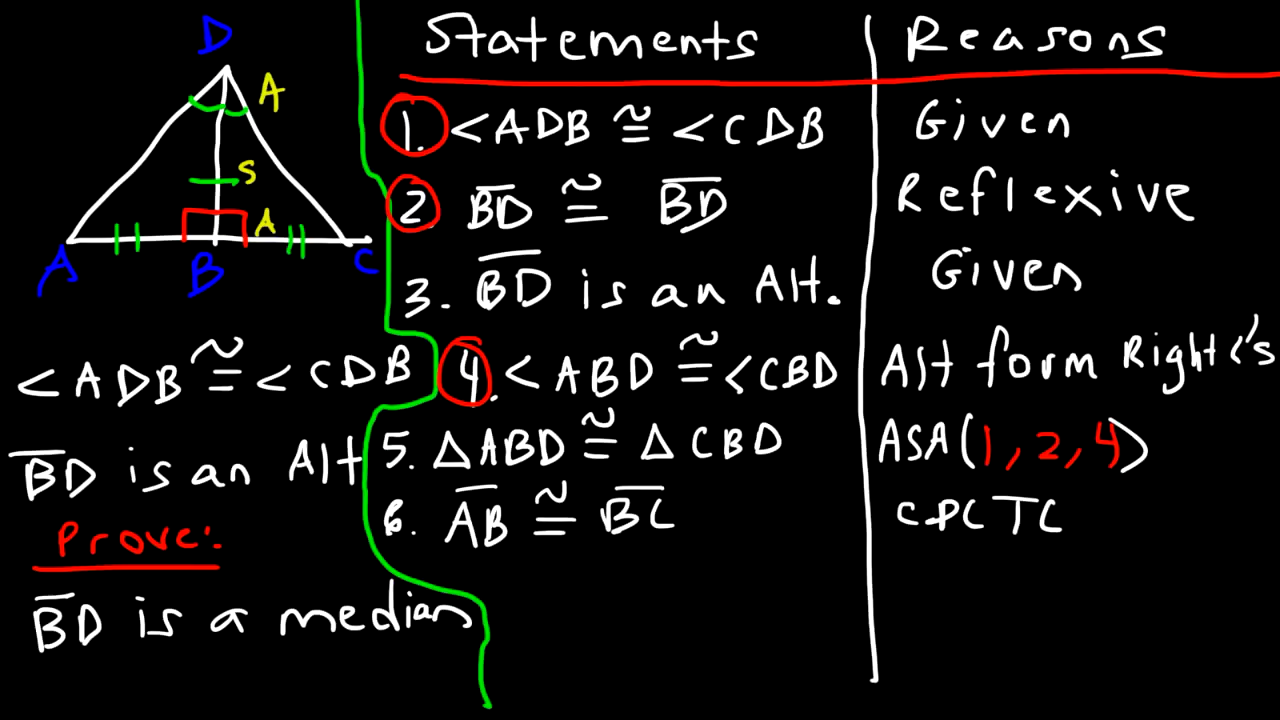 D
A
S
A
A
B
C
<ADB ≅ <CDB
BD is an Alt
Prove:
BD is a median
Statements
Reasons
1. <ADB ≅ <CDB
Given
2 BD ≅ BD
Reflexive
3. BD is an Alt.
Given
4. <ABD ≅ <CBD
Alt form Right <'s
5. △ABD ≅ △CBD
ASA(1, 2, 4)
6. AB ≅ BC
CPCTC